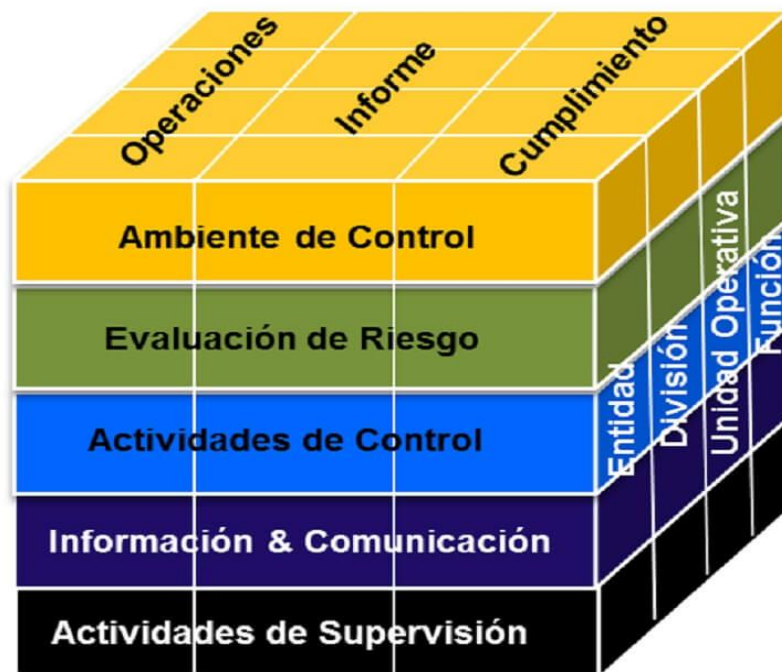 Operaciones
Informe
Cumplimiento
Ambiente de Control
Evaluación de Riesgo
Actividades de Control
Información & Comunicación
Actividades de Supervisión
Entidad
División
Unidad Operativa
Función